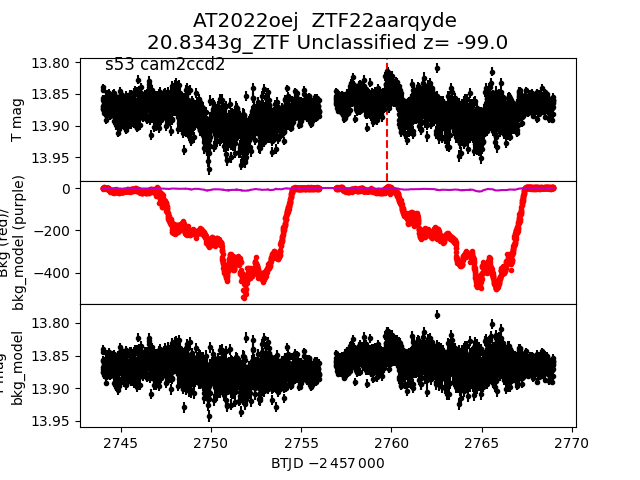 AT2022oej  ZTF22aarqyde
20.8343g_ZTF Unclassified z= -99.0
s53 cam2ccd2
13.80
13.85
13.90
13.95
T mag
0
−200
−400
Bkg (red)/
bkg_model (purple)
13.80
13.85
13.90
13.95
bkg_model
2745
2750
2755
2760
2765
2770
BTJD −2 457 000